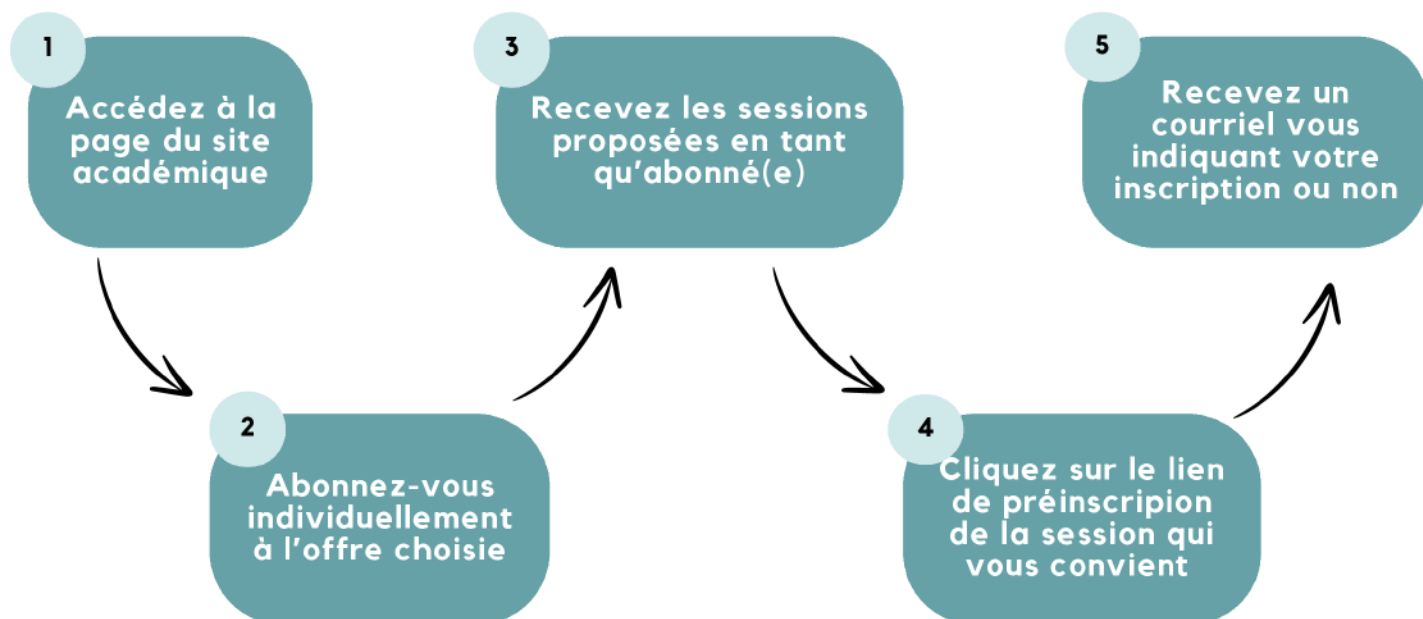 1
Accédez à la
page du site
académique
2
Abonnez-vous
individuellement
à l'offre choisie
3
Recevez les sessions
proposées en tant
qu'abonné(e)
4
Cliquez sur le lien
de préinscripion
de la session qui
vous convient
5
Recevez un
courriel vous
indiquant votre
inscription ou non